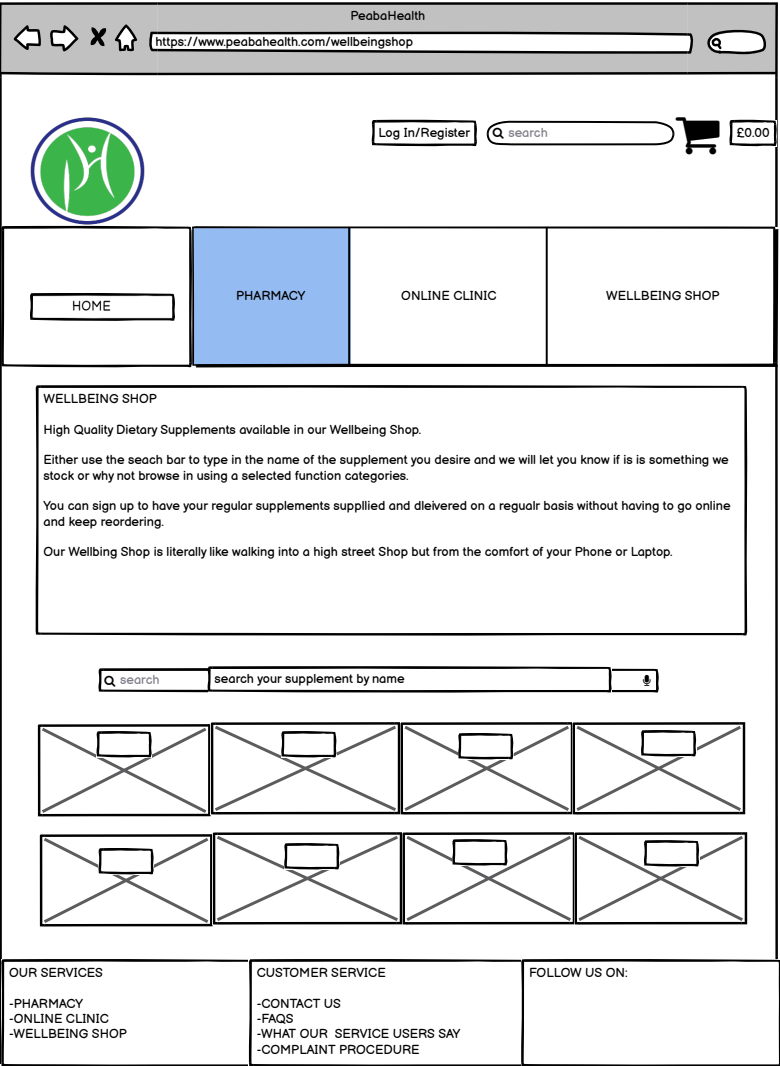 PeabaHealth
https://www.peabahealth.com/wellbeingshop
Log In/Register
search
£0.00
HOME
PHARMACY
ONLINE CLINIC
WELLBEING SHOP
WELLBEING SHOP
High Quality Dietary Supplements available in our Wellbeing Shop.
Either use the seach bar to type in the name of the supplement you desire and we will let you know if is is something we
stock or why not browse in using a selected function categories.
You can sign up to have your regular supplements suppllied and dleivered on a regualr basis without having to go online
and keep reordering.
Our Wellbing Shop is literally like walking into a high street Shop but from the comfort of your Phone or Laptop.
search
search your supplement by name
OUR SERVICES
-PHARMACY
-ONLINE CLINIC
-WELLBEING SHOP
CUSTOMER SERVICE
-CONTACT US
-FAQS
-WHAT OUR  SERVICE USERS SAY
-COMPLAINT PROCEDURE
FOLLOW US ON: